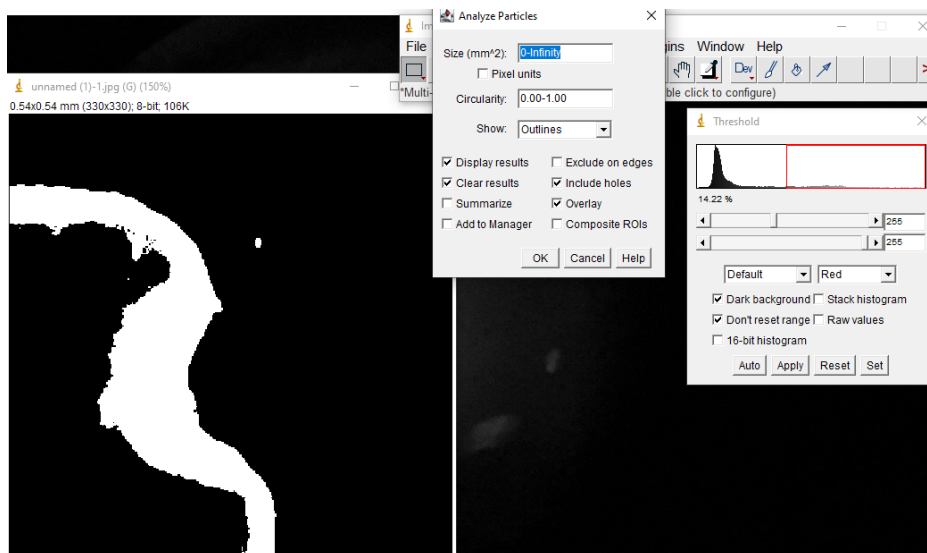 Im
File
gins Window Help
Dev
*Multi-
ble click to configure)
unnamed (1)-1.jpg (G) (150%)
0.54x0.54 mm (330x330); 8-bit; 106K
Analyze Particles
Size (mm^2): 0-Infinity
Pixel units
Circularity: 0.00-1.00
Show: Outlines
Display results Exclude on edges
Clear results Include holes
Summarize Overlay
Add to Manager Composite ROIs
OK Cancel Help
Threshold
14.22 %
255
255
Default Red
Dark background Stack histogram
Don't reset range Raw values
16-bit histogram
Auto Apply Reset Set